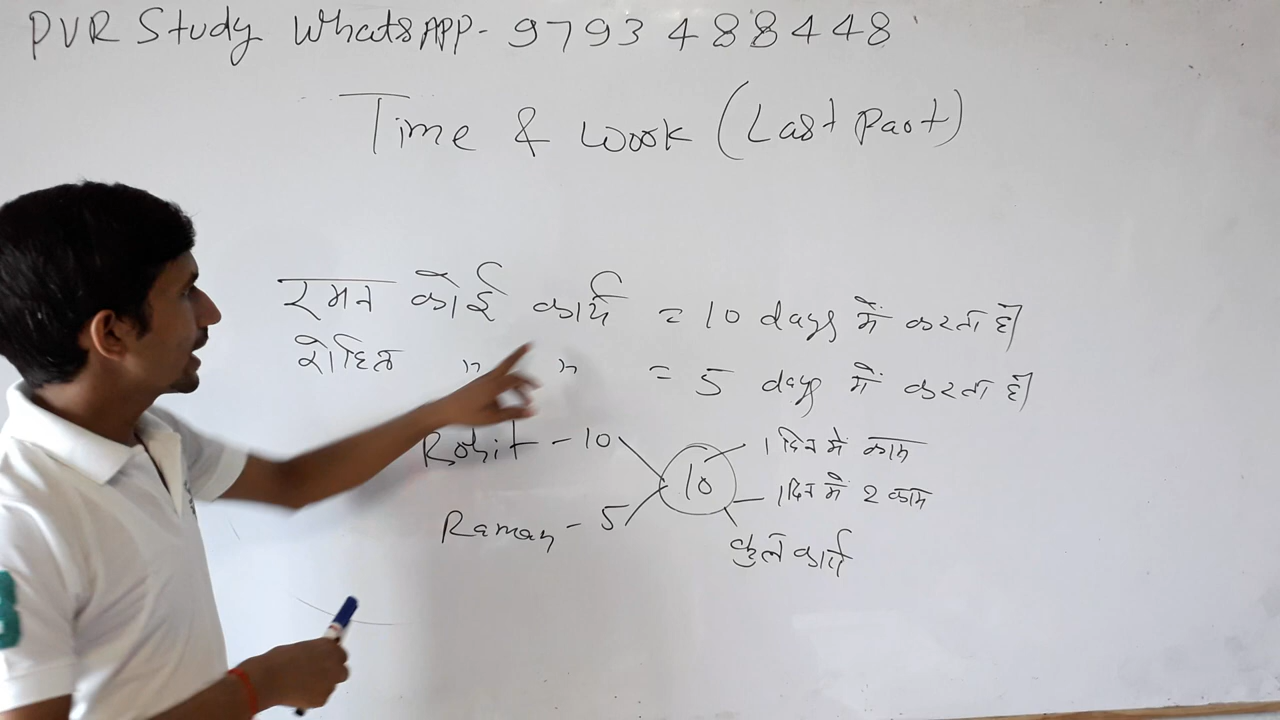 PVR Study WhatsAPP - 9793488448
Time & Work (Last Part)
रमन कोई कार्य = 10 days में करता है|
रोहित " " = 5 days में करता है|
Rohit - 10
10
1 दिन मे काम
1 दिन में 2 काम
Raman - 5
कुल कार्य